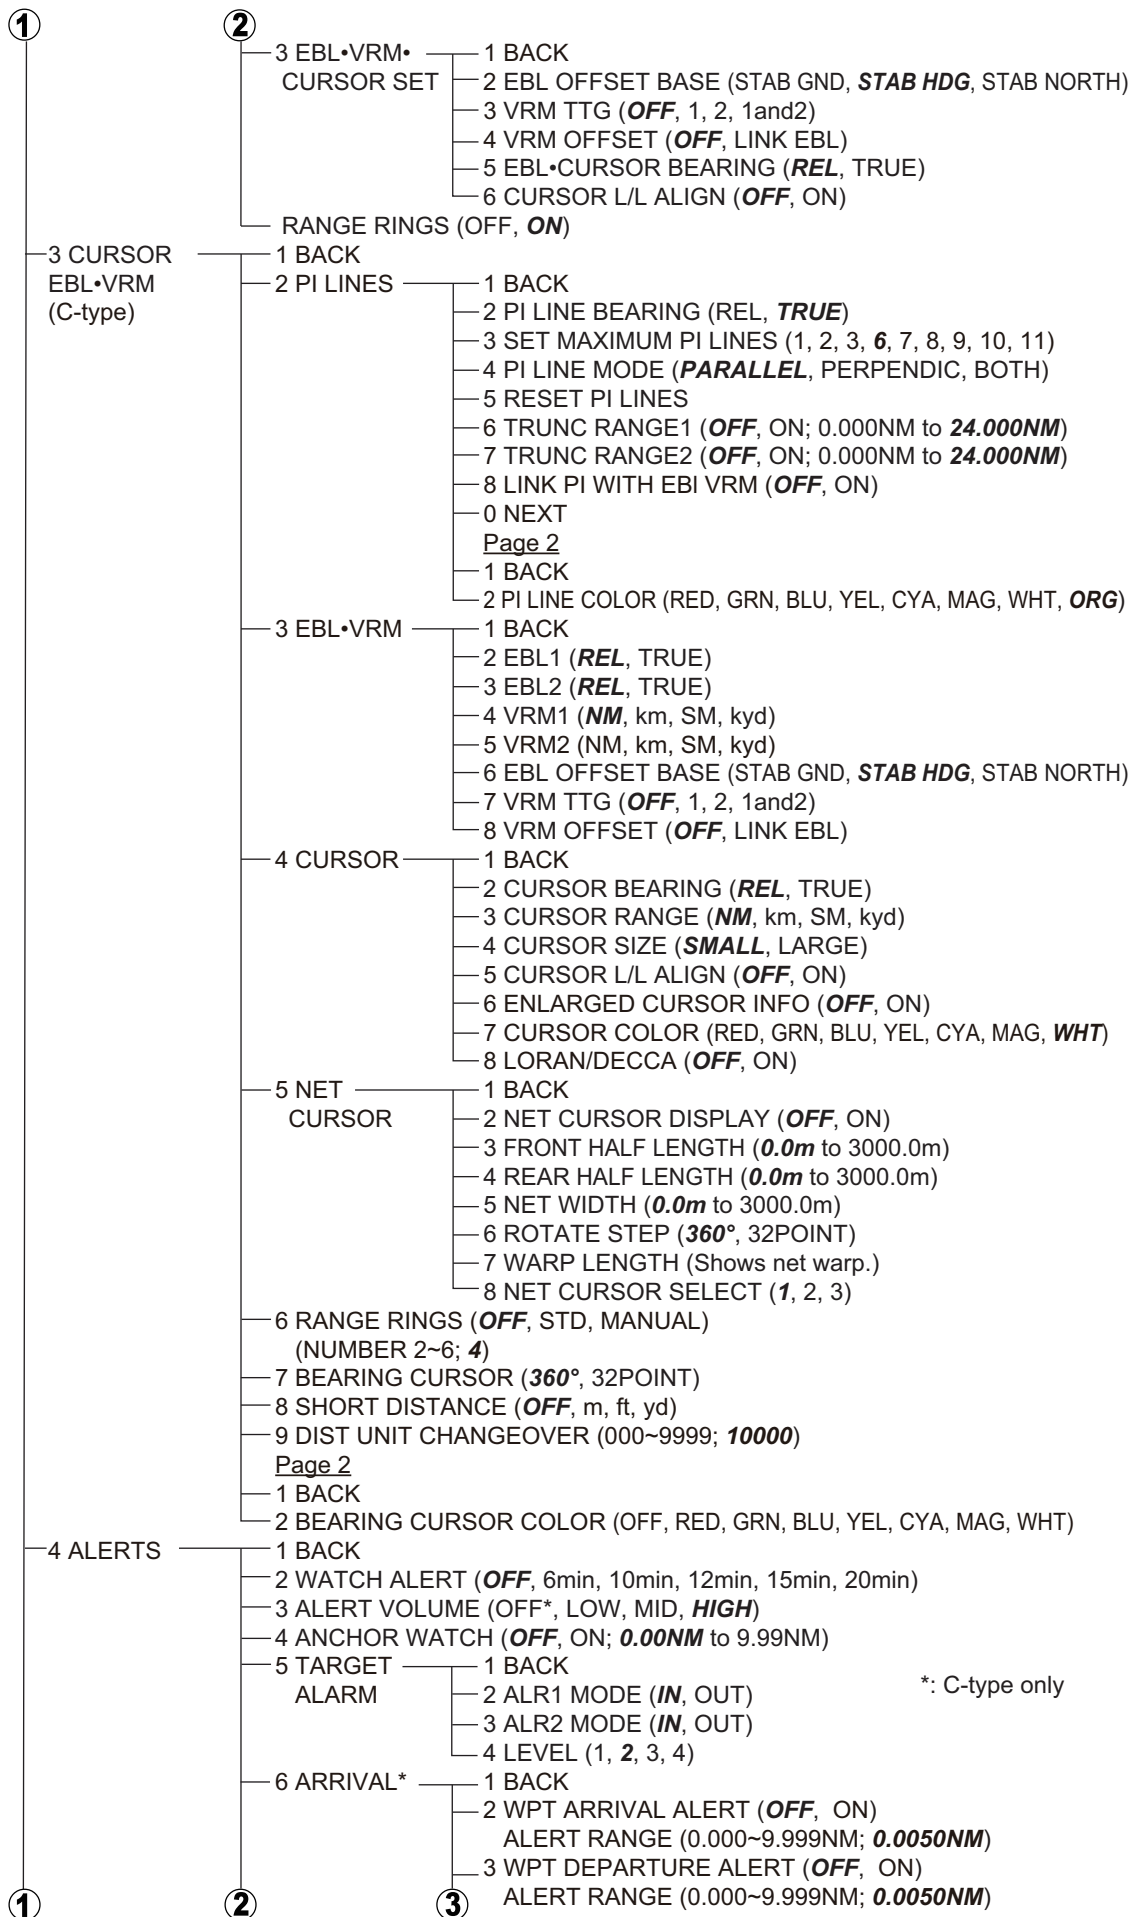 1 2
3 EBL•VRM• 1 BACK
CURSOR SET 2 EBL OFFSET BASE (STAB GND, STAB HDG, STAB NORTH)
3 VRM TTG (OFF, 1, 2, 1and2)
4 VRM OFFSET (OFF, LINK EBL)
5 EBL•CURSOR BEARING (REL, TRUE)
6 CURSOR L/L ALIGN (OFF, ON)
RANGE RINGS (OFF, ON)
3 CURSOR 1 BACK
EBL•VRM 2 PI LINES 1 BACK
(C-type) 2 PI LINE BEARING (REL, TRUE)
3 SET MAXIMUM PI LINES (1, 2, 3, 6, 7, 8, 9, 10, 11)
4 PI LINE MODE (PARALLEL, PERPENDIC, BOTH)
5 RESET PI LINES
6 TRUNC RANGE1 (OFF, ON; 0.000NM to 24.000NM)
7 TRUNC RANGE2 (OFF, ON; 0.000NM to 24.000NM)
8 LINK PI WITH EBl VRM (OFF, ON)
0 NEXT
Page 2
1 BACK
2 PI LINE COLOR (RED, GRN, BLU, YEL, CYA, MAG, WHT, ORG)
3 EBL•VRM 1 BACK
2 EBL1 (REL, TRUE)
3 EBL2 (REL, TRUE)
4 VRM1 (NM, km, SM, kyd)
5 VRM2 (NM, km, SM, kyd)
6 EBL OFFSET BASE (STAB GND, STAB HDG, STAB NORTH)
7 VRM TTG (OFF, 1, 2, 1and2)
8 VRM OFFSET (OFF, LINK EBL)
4 CURSOR 1 BACK
2 CURSOR BEARING (REL, TRUE)
3 CURSOR RANGE (NM, km, SM, kyd)
4 CURSOR SIZE (SMALL, LARGE)
5 CURSOR L/L ALIGN (OFF, ON)
6 ENLARGED CURSOR INFO (OFF, ON)
7 CURSOR COLOR (RED, GRN, BLU, YEL, CYA, MAG, WHT)
8 LORAN/DECCA (OFF, ON)
5 NET 1 BACK
CURSOR 2 NET CURSOR DISPLAY (OFF, ON)
3 FRONT HALF LENGTH (0.0m to 3000.0m)
4 REAR HALF LENGTH (0.0m to 3000.0m)
5 NET WIDTH (0.0m to 3000.0m)
6 ROTATE STEP (360°, 32POINT)
7 WARP LENGTH (Shows net warp.)
8 NET CURSOR SELECT (1, 2, 3)
6 RANGE RINGS (OFF, STD, MANUAL)
(NUMBER 2~6; 4)
7 BEARING CURSOR (360°, 32POINT)
8 SHORT DISTANCE (OFF, m, ft, yd)
9 DIST UNIT CHANGEOVER (000~9999; 10000)
Page 2
1 BACK
2 BEARING CURSOR COLOR (OFF, RED, GRN, BLU, YEL, CYA, MAG, WHT)
4 ALERTS 1 BACK
2 WATCH ALERT (OFF, 6min, 10min, 12min, 15min, 20min)
3 ALERT VOLUME (OFF*, LOW, MID, HIGH)
4 ANCHOR WATCH (OFF, ON; 0.00NM to 9.99NM)
5 TARGET 1 BACK
ALARM 2 ALR1 MODE (IN, OUT) *: C-type only
3 ALR2 MODE (IN, OUT)
4 LEVEL (1, 2, 3, 4)
6 ARRIVAL* 1 BACK
2 WPT ARRIVAL ALERT (OFF, ON)
ALERT RANGE (0.000~9.999NM; 0.0050NM)
3 WPT DEPARTURE ALERT (OFF, ON)
1 2 3 ALERT RANGE (0.000~9.999NM; 0.0050NM)